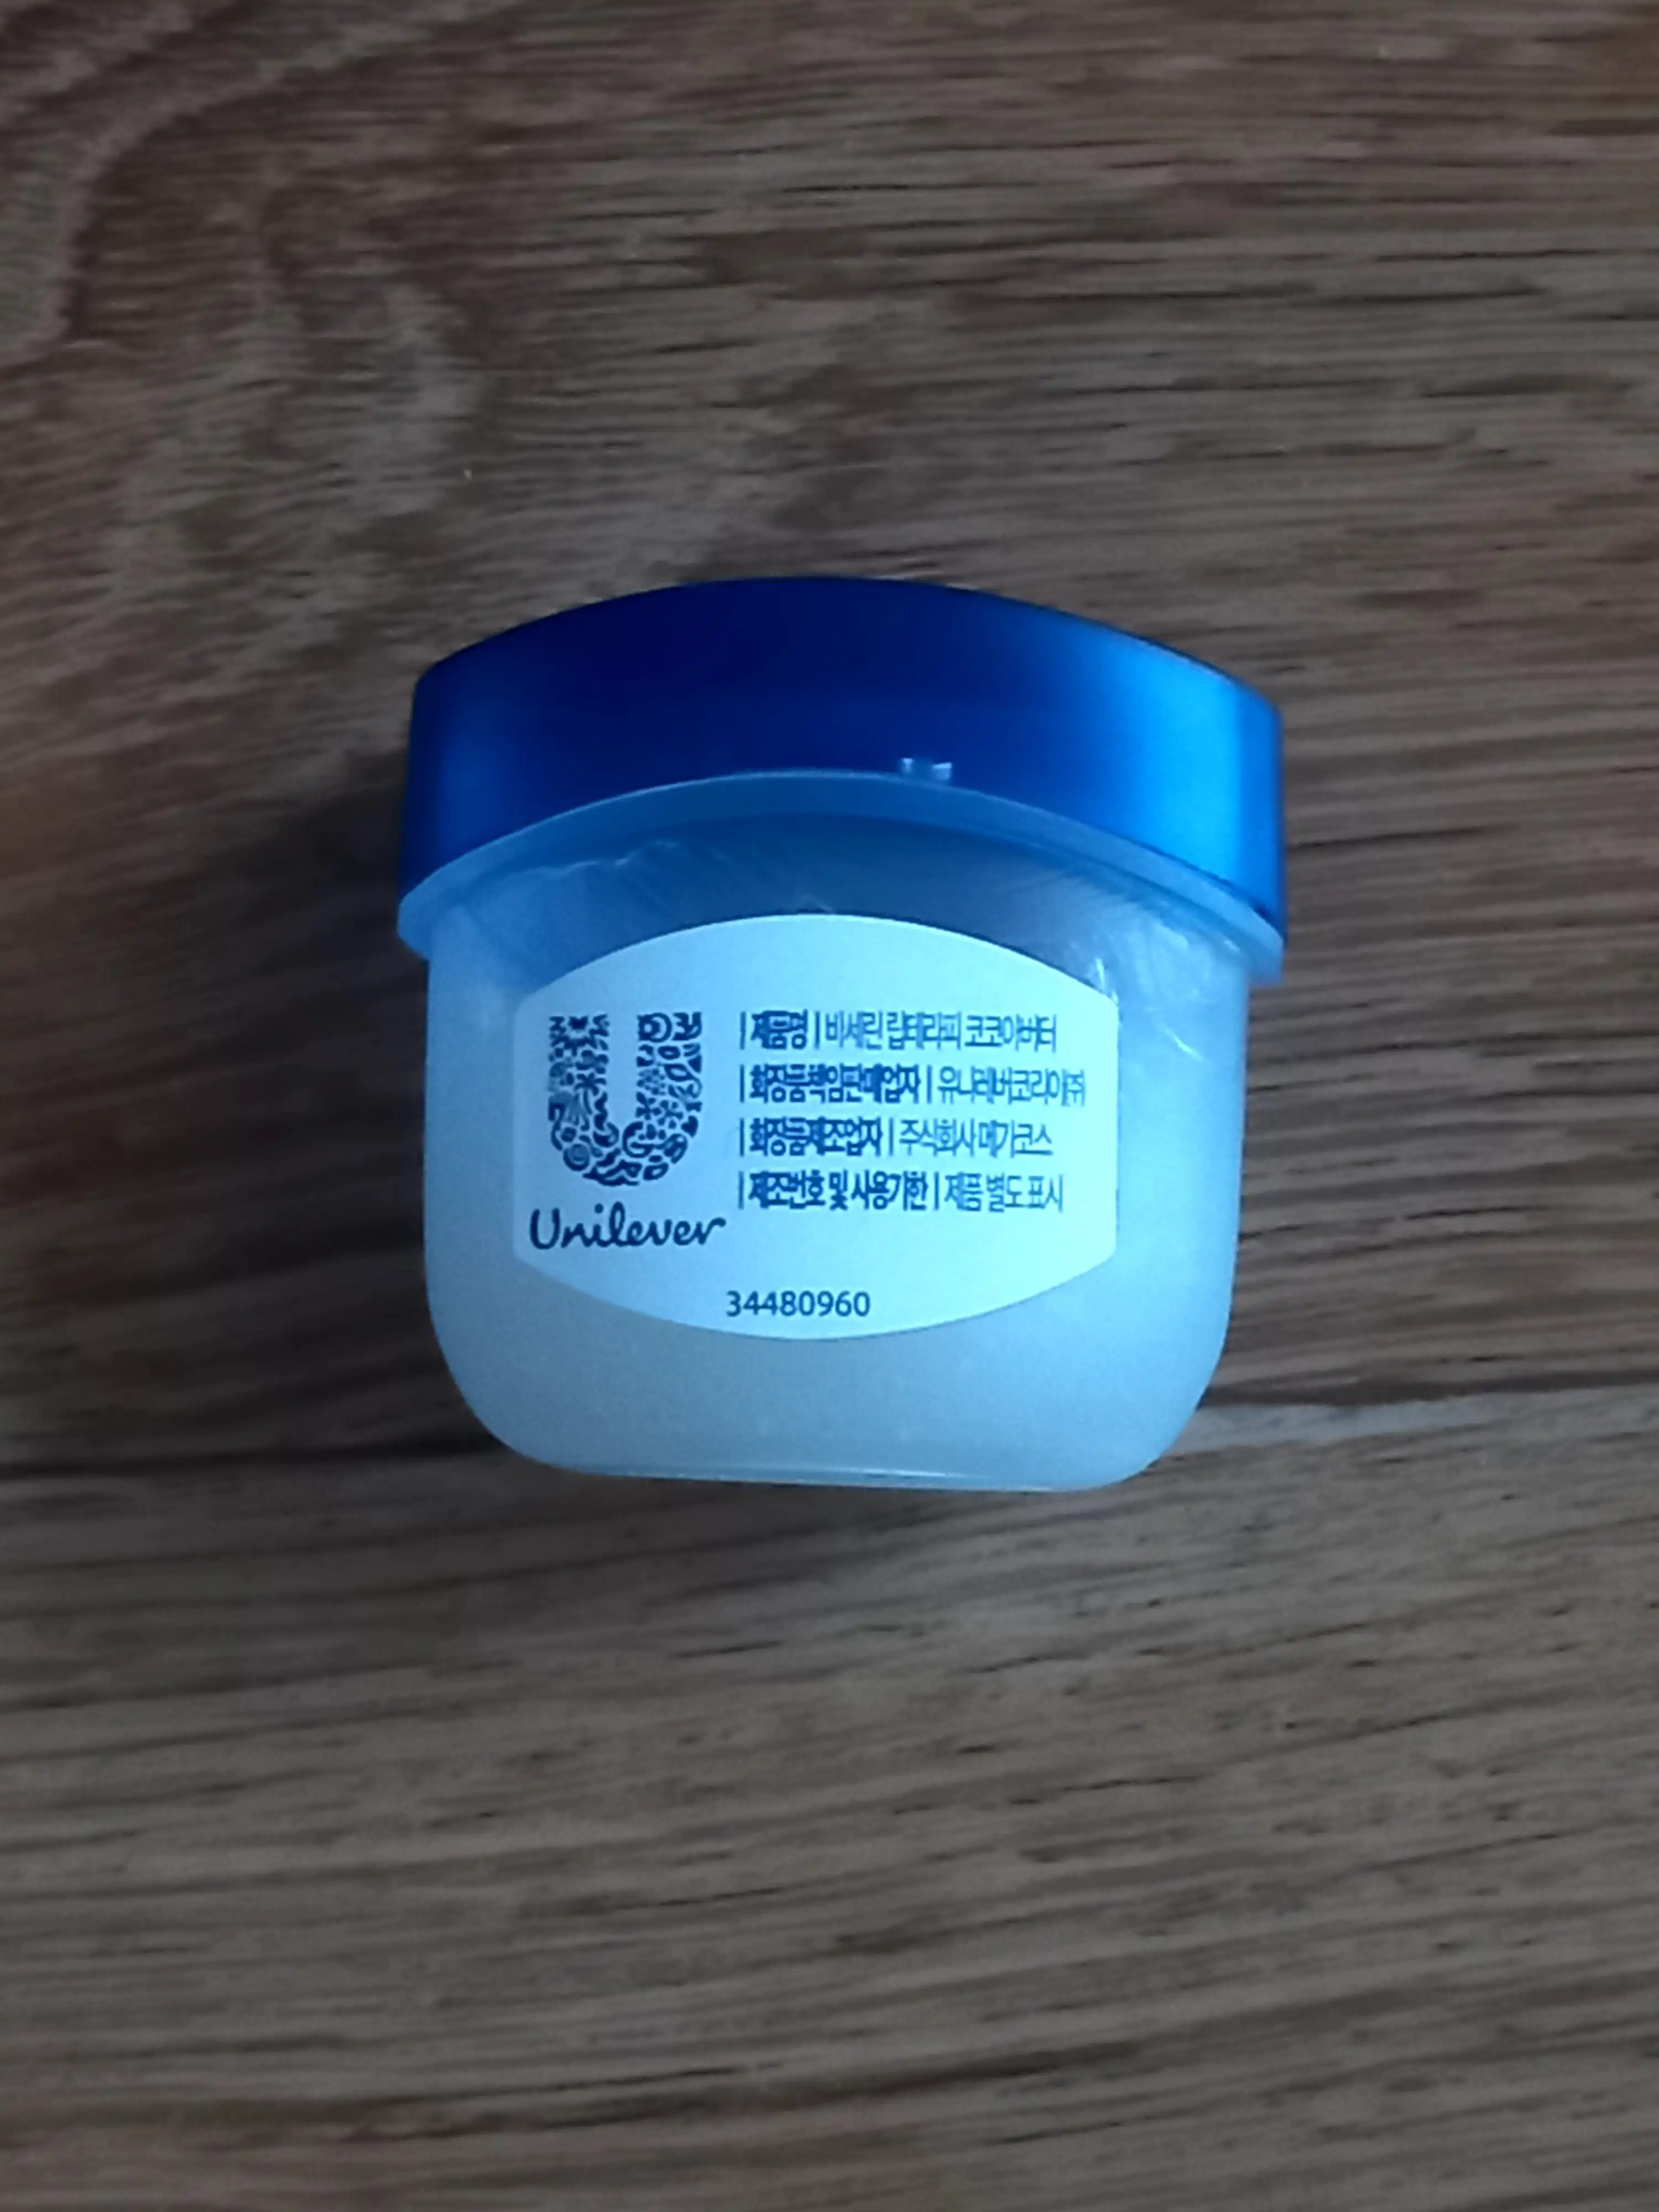 |제품명| 바세린 립테라피 코코아버터
|화장품책임판매업자| 유니레버코리아㈜
|화장품제조업자| 주식회사 메가코스
|제조번호 및 사용기한| 제품 별도 표시
Unilever
34480960